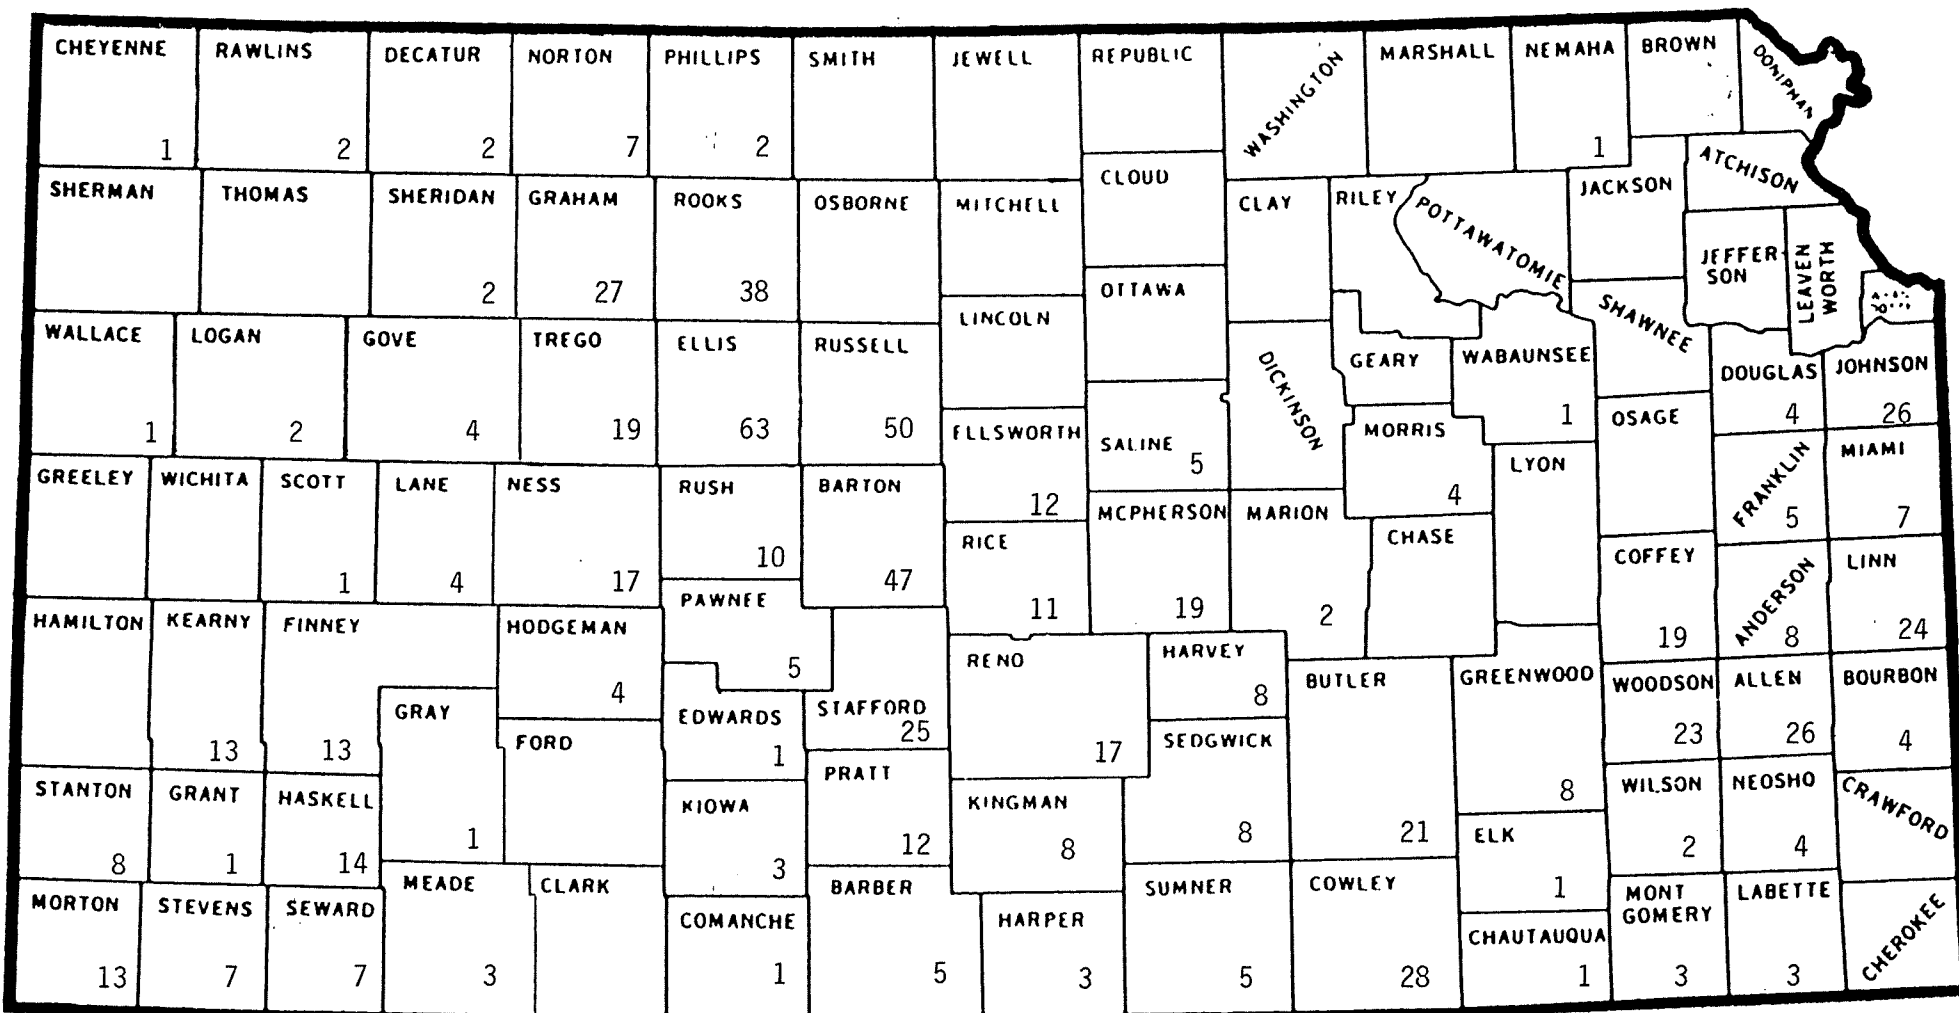 CHEYENNE
1
RAWLINS
2
DECATUR
2
NORTON
7
PHILLIPS
2
SMITH
JEWELL
REPUBLIC
WASHINGTON
MARSHALL
NEMAHA
1
BROWN
DONIPHAN
SHERMAN
THOMAS
SHERIDAN
2
GRAHAM
27
ROOKS
38
OSBORNE
MITCHELL
CLOUD
CLAY
RILEY
POTTAWATOMIE
JACKSON
ATCHISON
JEFFER-
SON
LEAVEN
WORTH
OTTAWA
LINCOLN
SHAWNEE
WALLACE
1
LOGAN
2
GOVE
4
TREGO
19
ELLIS
63
RUSSELL
50
ELLSWORTH
12
SALINE
5
DICKINSON
GEARY
WABAUNSEE
1
DOUGLAS
4
JOHNSON
26
MORRIS
4
OSAGE
LYON
FRANKLIN
5
MIAMI
7
GREELEY
WICHITA
SCOTT
1
LANE
4
NESS
17
RUSH
10
BARTON
47
RICE
11
MCPHERSON
19
MARION
2
CHASE
COFFEY
19
ANDERSON
8
LINN
24
HAMILTON
KEARNY
13
FINNEY
13
HODGEMAN
4
PAWNEE
5
STAFFORD
25
EDWARDS
1
RENO
17
HARVEY
8
BUTLER
21
GREENWOOD
8
WOODSON
23
ALLEN
26
BOURBON
4
GRAY
1
FORD
SEDGWICK
8
PRATT
12
KIOWA
3
KINGMAN
8
STANTON
8
GRANT
1
HASKELL
14
ELK
1
WILSON
2
NEOSHO
4
CRAWFORD
MORTON
13
STEVENS
7
SEWARD
7
MEADE
3
CLARK
COMANCHE
1
BARBER
5
HARPER
3
SUMNER
5
COWLEY
28
CHAUTAUQUA
1
MONT
GOMERY
3
LABETTE
3
CHEROKEE